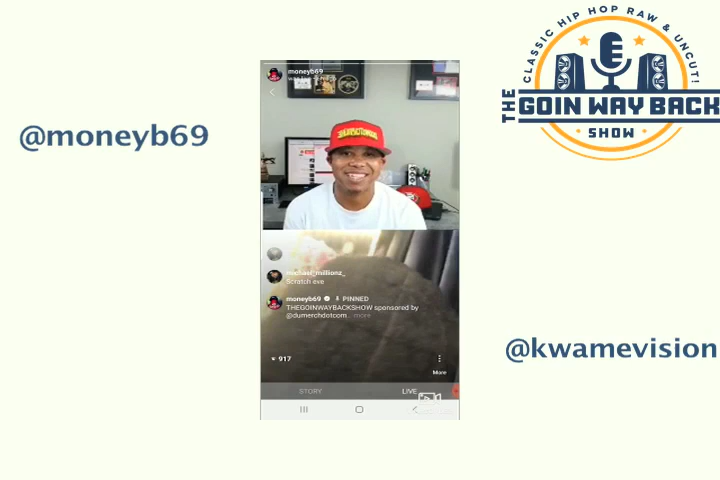 CLASSIC HIP HOP RAW & UNCUT!
THE
GOIN WAY BACK
SHOW
@moneyb69
@kwamevision
moneyb69
Scratch exe
moneyb69 PINNED
THEGOINWAYBACKSHOW sponsored by
@dumerchdotcom... more
917
More
STORY
LIVE